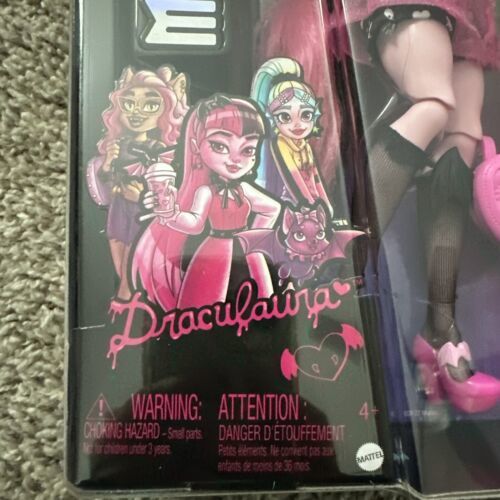 Draculaura™
WARNING:
CHOKING HAZARD - Small parts.
Not for children under 3 years.
ATTENTION :
DANGER D'ÉTOUFFEMENT
Petits éléments. Ne convient pas aux
enfants de moins de 36 mois.
4+
MATTEL